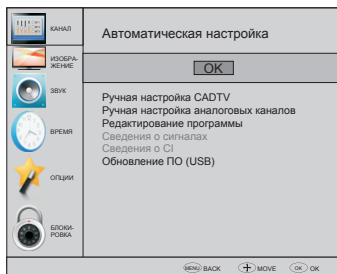 КАНАЛ
Автоматическая настройка
ИЗОБРА-
ЖЕНИЕ
OK
ЗВУК
Ручная настройка CADTV
Ручная настройка аналоговых каналов
Редактирование программы
ВРЕМЯ
Сведения о сигналах
Сведения о CI
Обновление ПО (USB)
ОПЦИИ
БЛОКИ-
РОВКА
MENU BACK MOVE OK OK